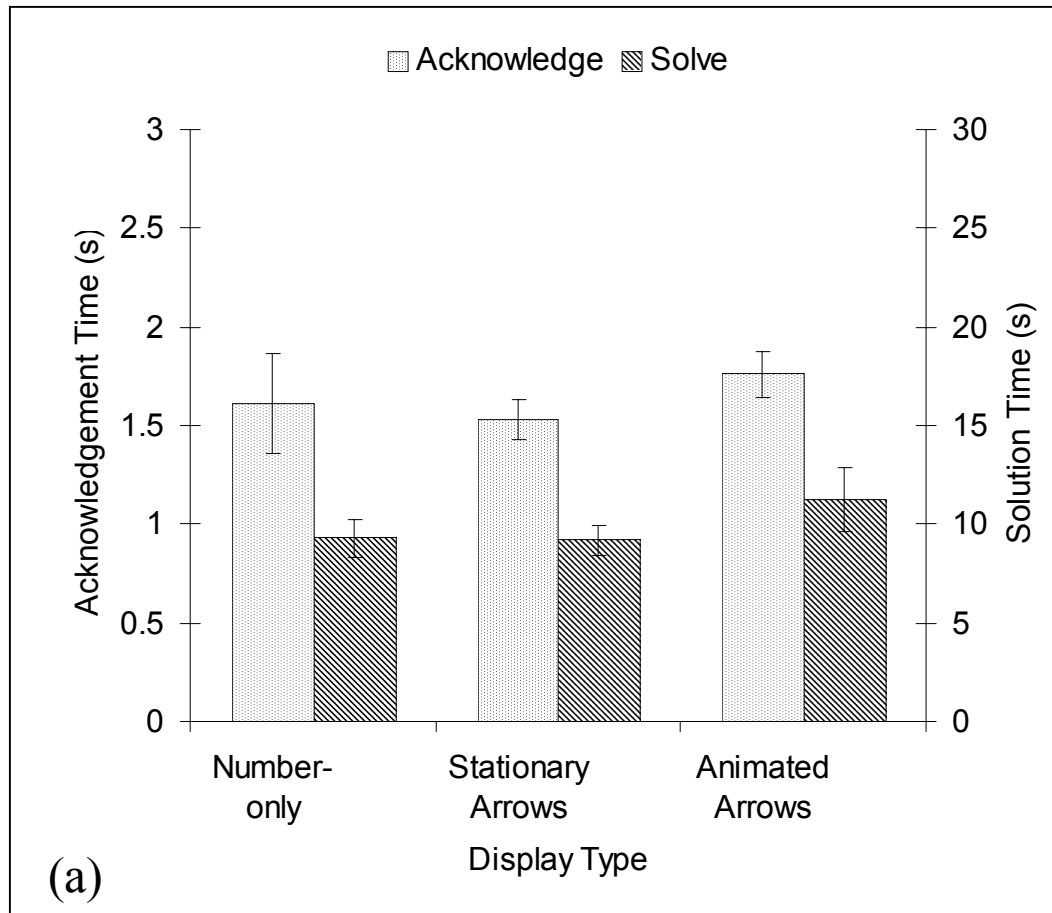 Acknowledge Solve
3
2.5
2
1.5
1
0.5
0
Acknowledgement Time (s)
30
25
20
15
10
5
0
Solution Time (s)
Number-
only
Stationary
Arrows
Animated
Arrows
Display Type
(a)